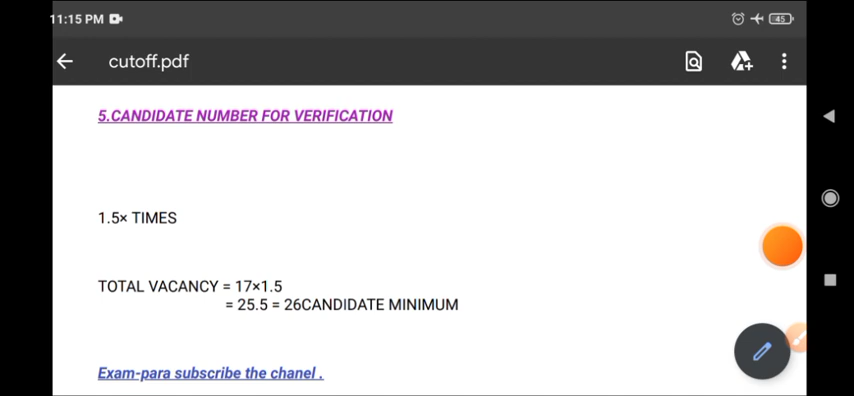 11:15 PM
45
cutoff.pdf
5.CANDIDATE NUMBER FOR VERIFICATION
1.5× TIMES
TOTAL VACANCY = 17×1.5
= 25.5 = 26CANDIDATE MINIMUM
Exam-para subscribe the chanel .